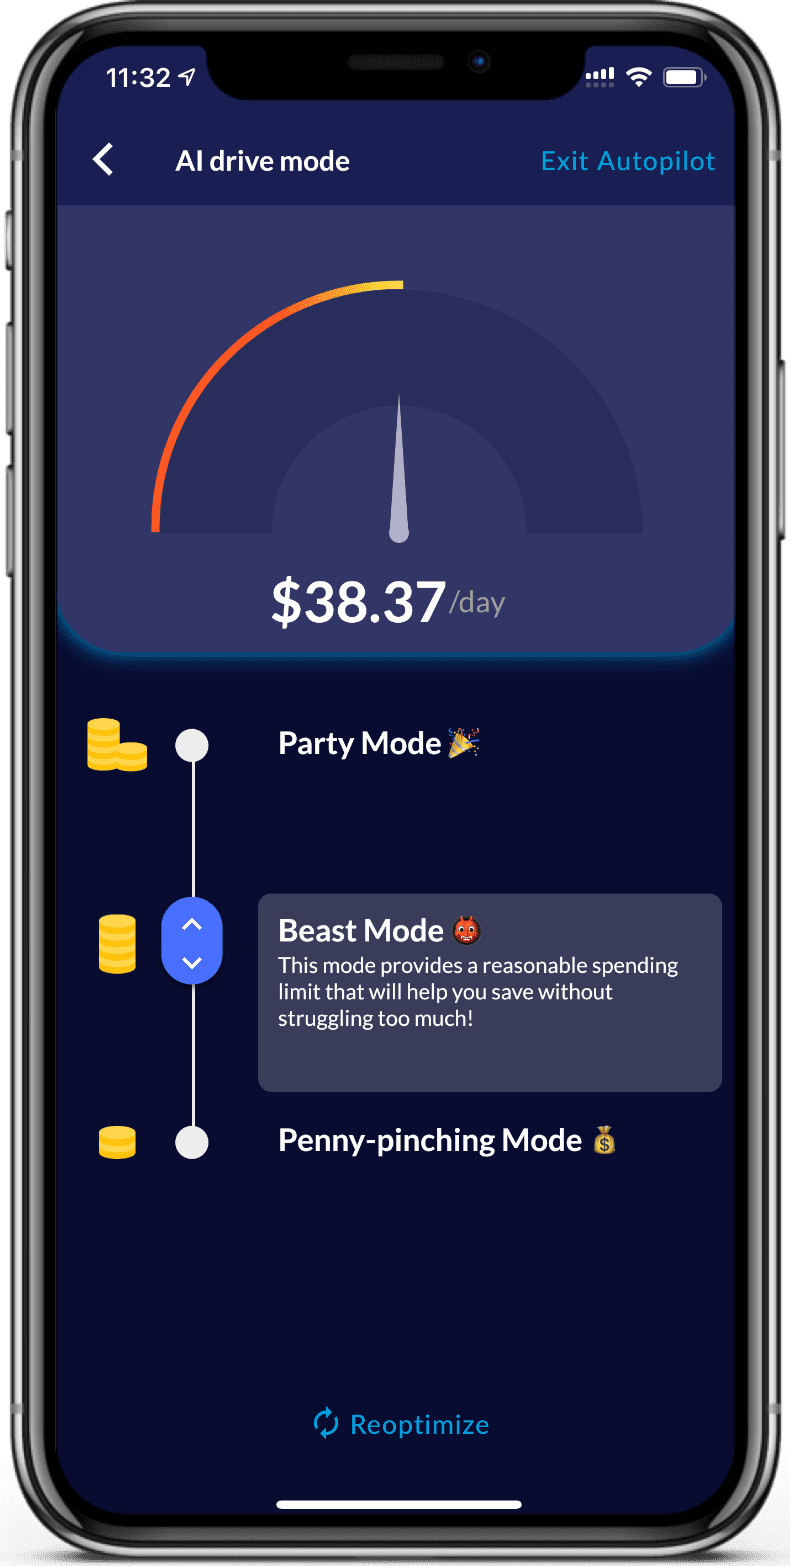 11:32
AI drive mode
Exit Autopilot
$38.37/day
Party Mode 🎉
Beast Mode 👹
This mode provides a reasonable spending
limit that will help you save without
struggling too much!
Penny-pinching Mode 💰
Reoptimize